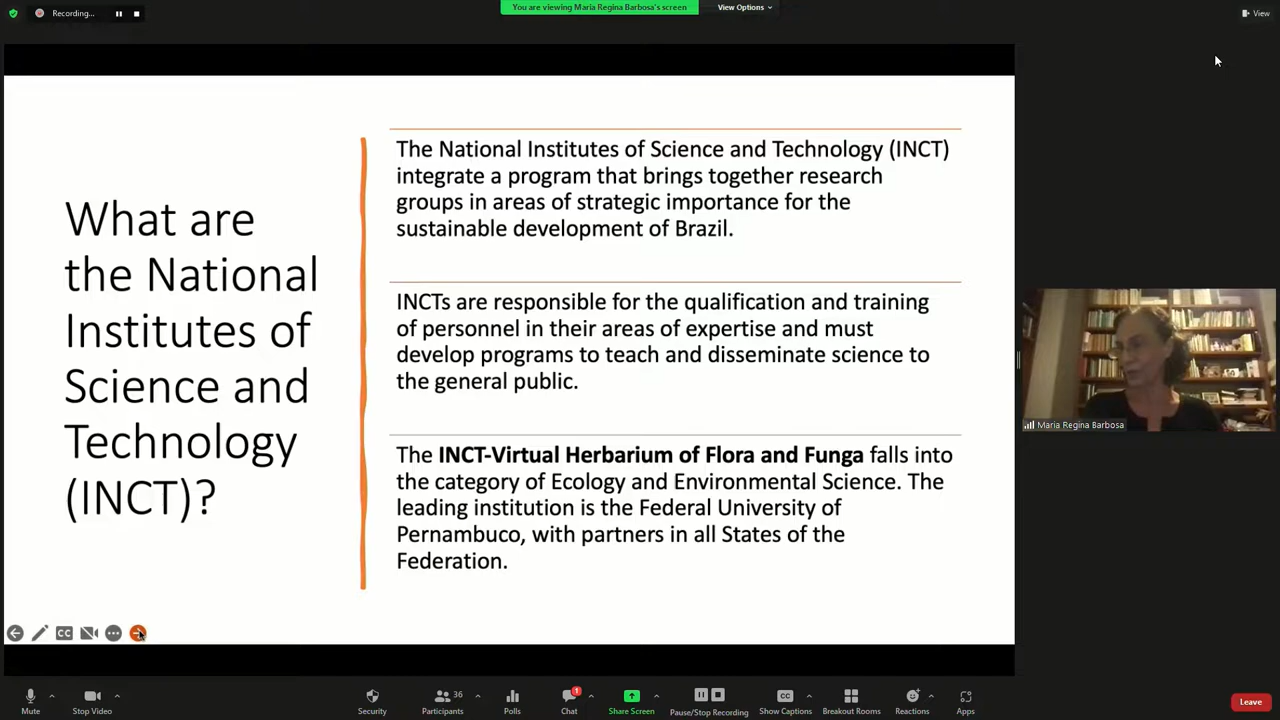 Recording...
You are viewing Maria Regina Barbosa's screen
View Options
View
What are
the National
Institutes of
Science and
Technology
(INCT)?
The National Institutes of Science and Technology (INCT)
integrate a program that brings together research
groups in areas of strategic importance for the
sustainable development of Brazil.
INCTs are responsible for the qualification and training
of personnel in their areas of expertise and must
develop programs to teach and disseminate science to
the general public.
The INCT-Virtual Herbarium of Flora and Funga falls into
the category of Ecology and Environmental Science. The
leading institution is the Federal University of
Pernambuco, with partners in all States of the
Federation.
Maria Regina Barbosa
CC
Mute
Stop Video
Security
Participants 36
Polls
Chat 1
Share Screen
Pause/Stop Recording
CC
Show Captions
Breakout Rooms
Reactions
Apps
Leave